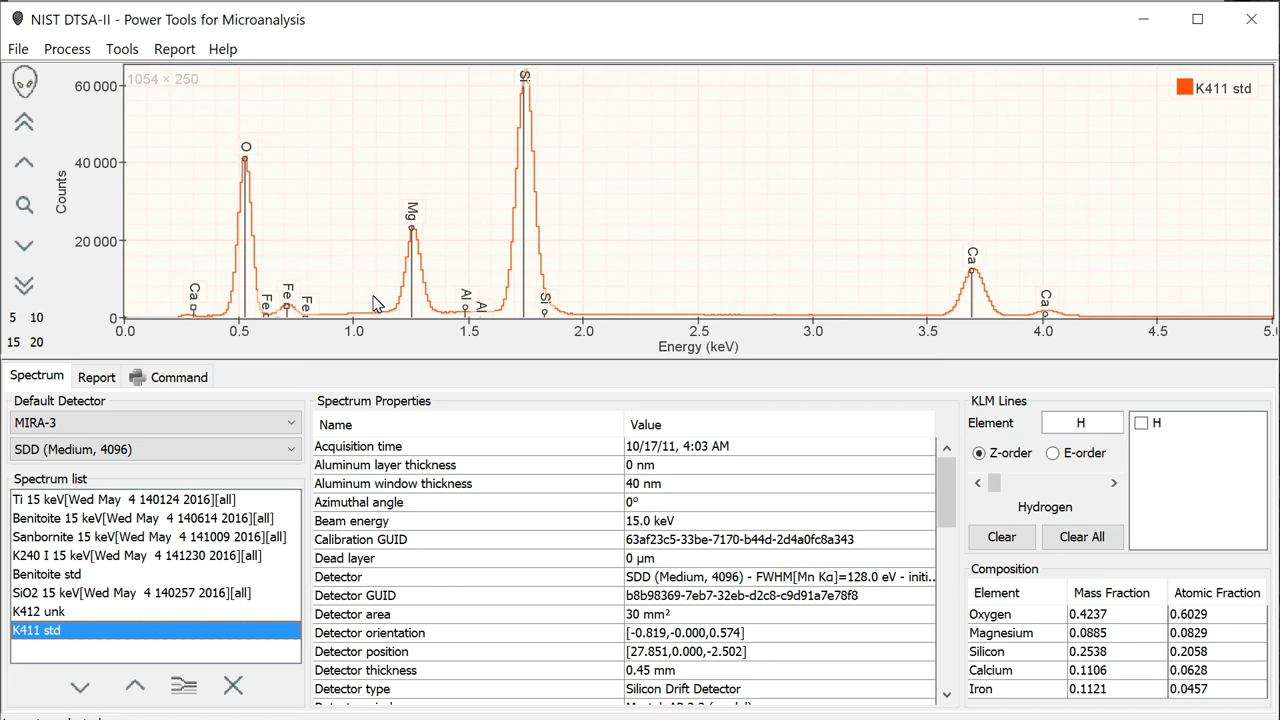 NIST DTSA-II - Power Tools for Microanalysis
File Process Tools Report Help
1054 × 250
K411 std
60 000
40 000
20 000
0
Counts
Ca
O
Fe
Fe
Fe
Mg
Al
Al
Si
Si
Ca
Ca
0.0 0.5 1.0 1.5 2.0 2.5 3.0 3.5 4.0 4.5 5.0
Energy (keV)
5 10
15 20
Spectrum Report Command
Default Detector
MIRA-3
SDD (Medium, 4096)
Spectrum list
Ti 15 keV[Wed May 4 140124 2016][all]
Benitoite 15 keV[Wed May 4 140614 2016][all]
Sanbornite 15 keV[Wed May 4 141009 2016][all]
K240 I 15 keV[Wed May 4 141230 2016][all]
Benitoite std
SiO2 15 keV[Wed May 4 140257 2016][all]
K412 unk
K411 std
Spectrum Properties
Name Value
Acquisition time 10/17/11, 4:03 AM
Aluminum layer thickness 0 nm
Aluminum window thickness 40 nm
Azimuthal angle 0°
Beam energy 15.0 keV
Calibration GUID 63af23c5-33be-7170-b44d-2d4a0fc8a343
Dead layer 0 µm
Detector SDD (Medium, 4096) - FWHM[Mn Kα]=128.0 eV - initi...
Detector GUID b8b98369-7eb7-32eb-d2c8-c9d91a7e78f8
Detector area 30 mm²
Detector orientation [-0.819,-0.000,0.574]
Detector position [27.851,0.000,-2.502]
Detector thickness 0.45 mm
Detector type Silicon Drift Detector
KLM Lines
Element H
H
Z-order E-order
Hydrogen
Clear Clear All
Composition
Element Mass Fraction Atomic Fraction
Oxygen 0.4237 0.6029
Magnesium 0.0885 0.0829
Silicon 0.2538 0.2058
Calcium 0.1106 0.0628
Iron 0.1121 0.0457